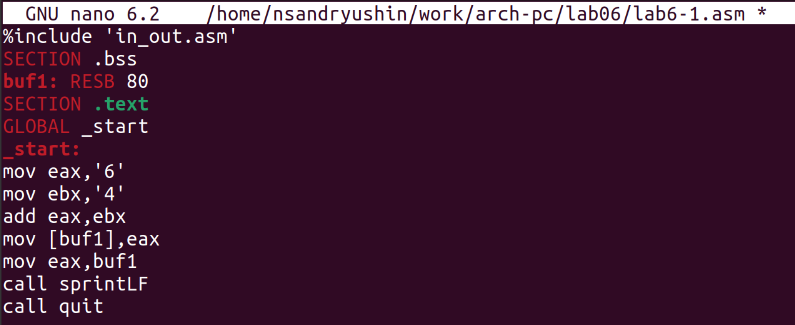 GNU nano 6.2 /home/nsandryushin/work/arch-pc/lab06/lab6-1.asm *
%include 'in_out.asm'
SECTION .bss
buf1: RESB 80
SECTION .text
GLOBAL _start
_start:
mov eax,'6'
mov ebx,'4'
add eax,ebx
mov [buf1],eax
mov eax,buf1
call sprintLF
call quit